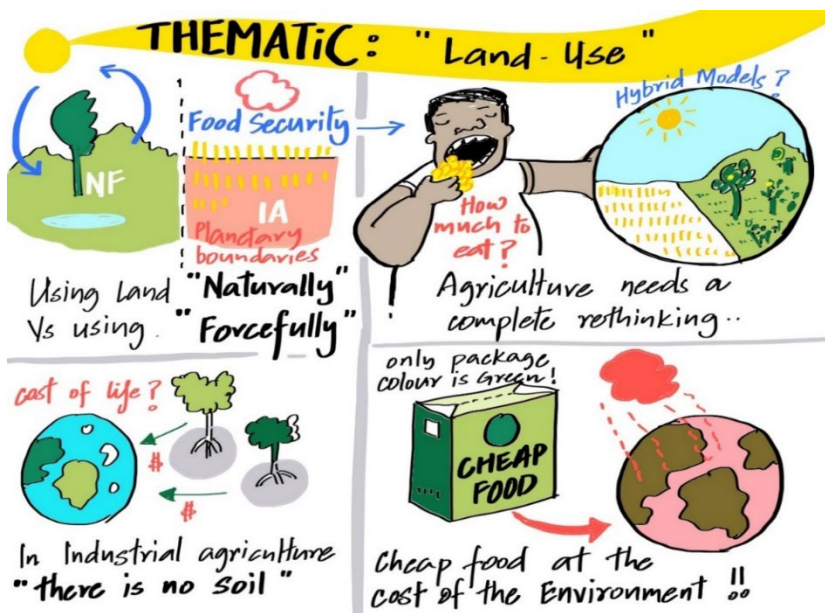 THEMATIC: "Land-Use"
NF
Food Security
IA
Planetary
boundaries
Using Land "Naturally"
Vs using. "Forcefully"
Hybrid Models?
How
much to
eat?
Agriculture needs a
complete rethinking..
cost of life?
#
#
In Industrial agriculture
"there is no soil"
only package
colour is Green!
CHEAP
FOOD
Cheap food at the
cost of the Environment !!